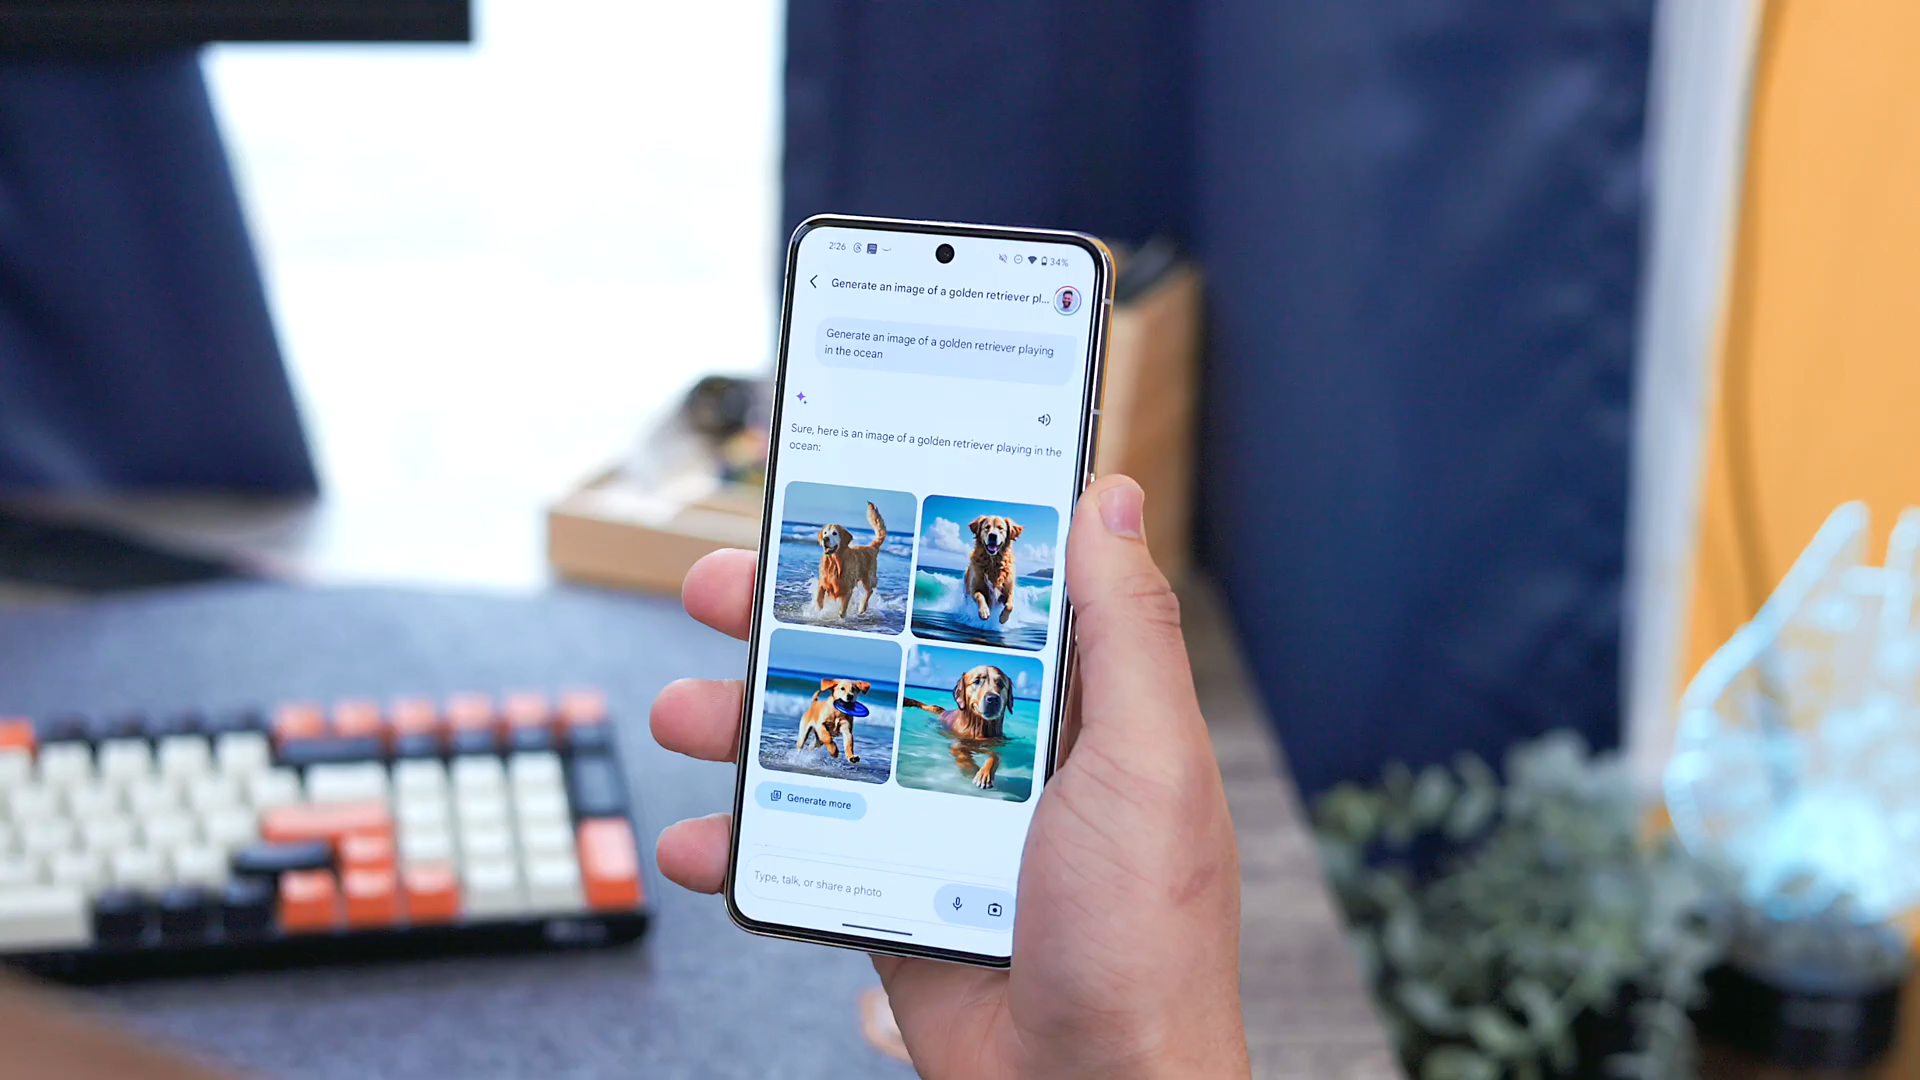 2:26
34%
Generate an image of a golden retriever pl...
Generate an image of a golden retriever playing
in the ocean
Sure, here is an image of a golden retriever playing in the
ocean:
Generate more
Type, talk, or share a photo